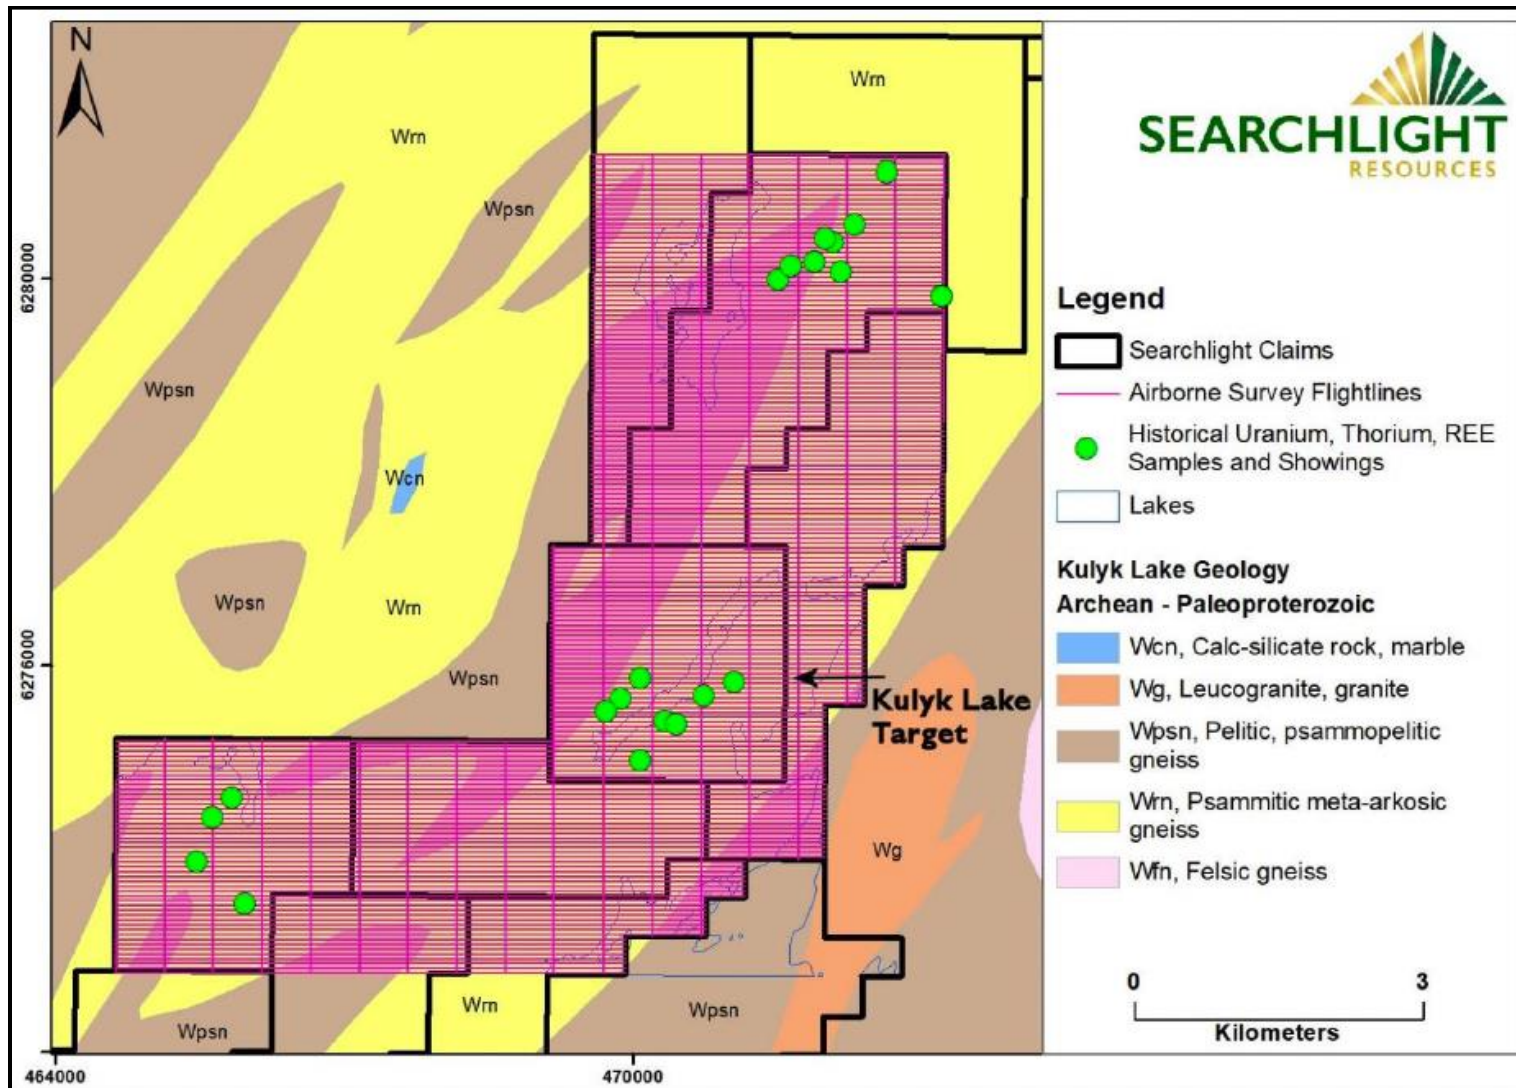 N
Wrn
Wrn
Wpsn
Wpsn
Wcn
Wpsn
Wrn
Wpsn
Kulyk Lake
Target
Wg
Wrn
Wpsn
Wpsn
6280000
6276000
464000
470000
SEARCHLIGHT
RESOURCES
Legend
Searchlight Claims
Airborne Survey Flightlines
Historical Uranium, Thorium, REE
Samples and Showings
Lakes
Kulyk Lake Geology
Archean - Paleoproterozoic
Wcn, Calc-silicate rock, marble
Wg, Leucogranite, granite
Wpsn, Pelitic, psammopelitic
gneiss
Wrn, Psammitic meta-arkosic
gneiss
Wfn, Felsic gneiss
0 3
Kilometers